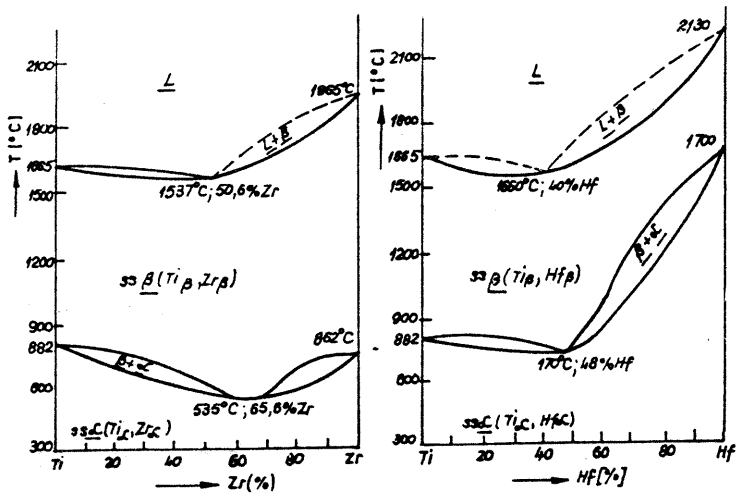 2100
1800
1665
1500
1200
900
882
600
300
T[°C]
L
1865°C
L+β
1537°C; 50,6%Zr
ss β(Tiβ,Zrβ)
862°C
β+α
535°C; 65,6%Zr
ssα(Tiα,Zrα)
Ti 20 40 60 80 Zr
Zr(%)
2130
2100
1800
1665
1500
1200
900
882
600
300
T[°C]
L
L+β
1700
1660°C; 40%Hf
β+α
ss β(Tiβ,Hfβ)
170°C; 48%Hf
ssα(Tiα,Hfα)
Ti 20 40 60 80 Hf
Hf[%]